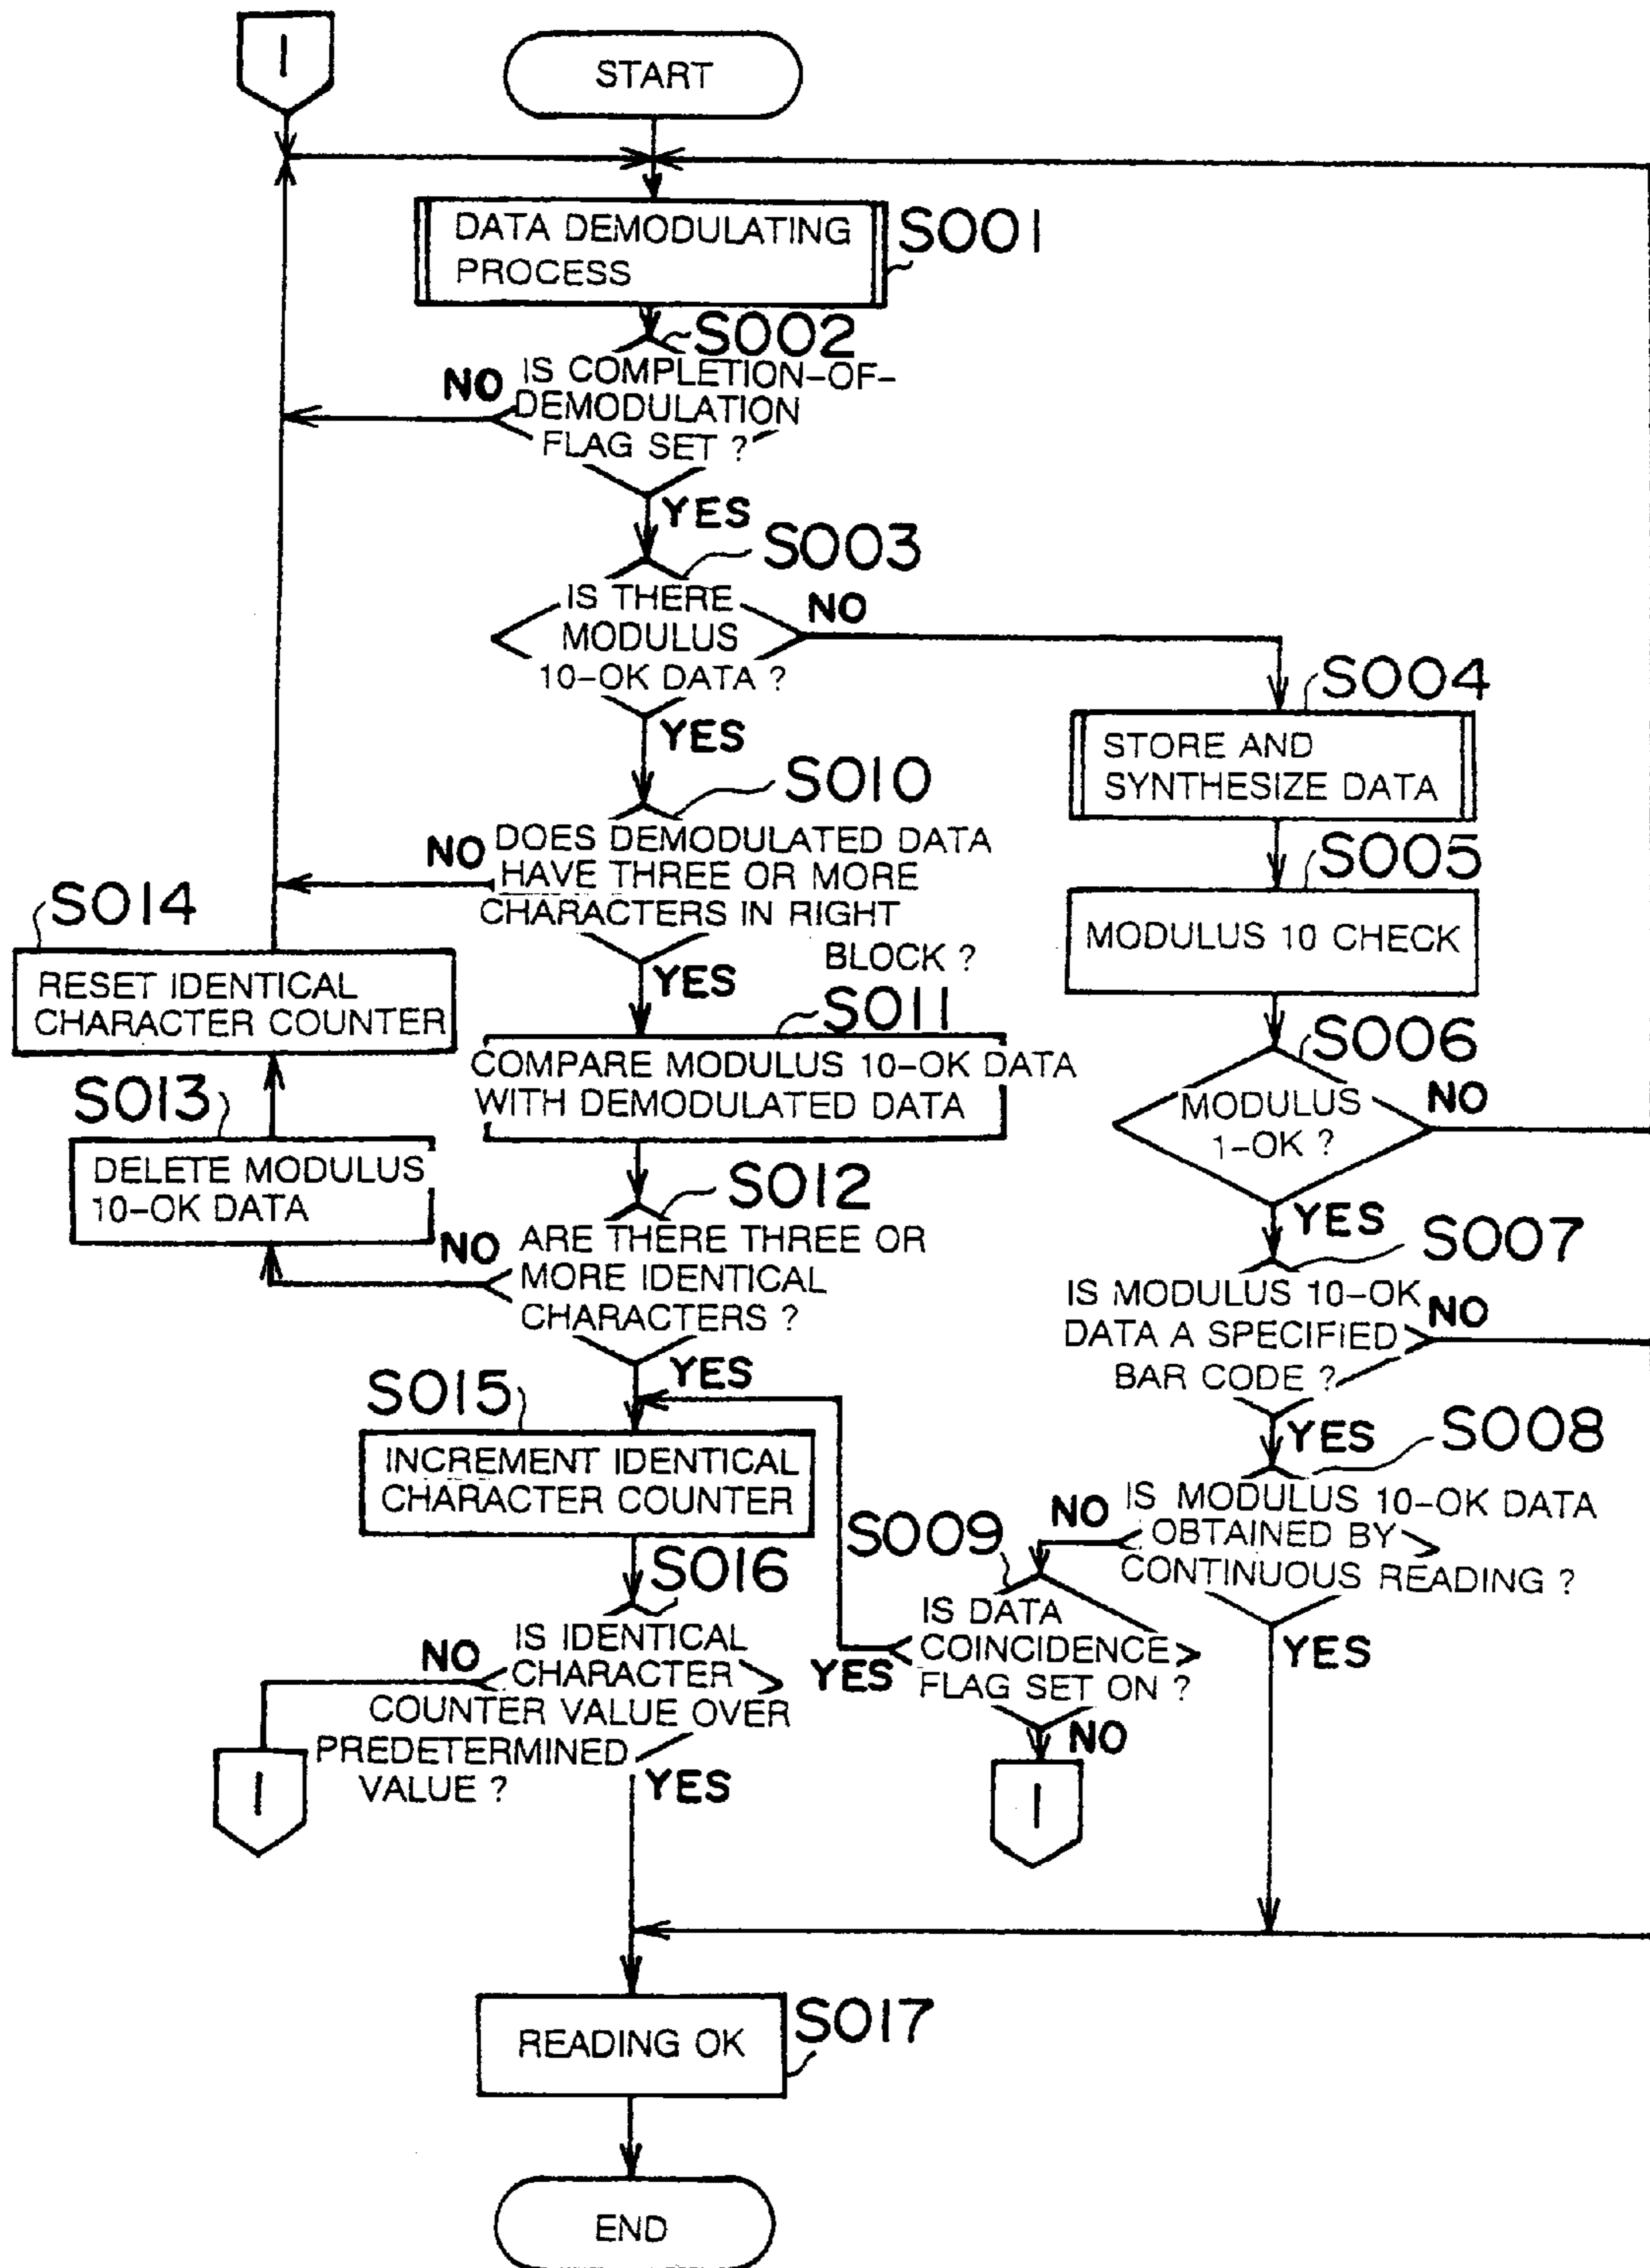 I
START
DATA DEMODULATING
PROCESS
S001
S002
IS COMPLETION-OF-
DEMODULATION
FLAG SET ?
NO
YES
S003
IS THERE
MODULUS
10-OK DATA ?
NO
YES
S004
STORE AND
SYNTHESIZE DATA
S005
MODULUS 10 CHECK
S006
MODULUS
1-OK ?
NO
YES
S007
IS MODULUS 10-OK
DATA A SPECIFIED
BAR CODE ?
NO
YES
S008
IS MODULUS 10-OK DATA
OBTAINED BY
CONTINUOUS READING ?
NO
YES
S009
IS DATA
COINCIDENCE
FLAG SET ON ?
YES
NO
I
S010
DOES DEMODULATED DATA
HAVE THREE OR MORE
CHARACTERS IN RIGHT
BLOCK ?
NO
YES
S011
COMPARE MODULUS 10-OK DATA
WITH DEMODULATED DATA
S012
ARE THERE THREE OR
MORE IDENTICAL
CHARACTERS ?
NO
YES
S013
DELETE MODULUS
10-OK DATA
S014
RESET IDENTICAL
CHARACTER COUNTER
S015
INCREMENT IDENTICAL
CHARACTER COUNTER
S016
IS IDENTICAL
CHARACTER
COUNTER VALUE OVER
PREDETERMINED
VALUE ?
NO
I
YES
S017
READING OK
END